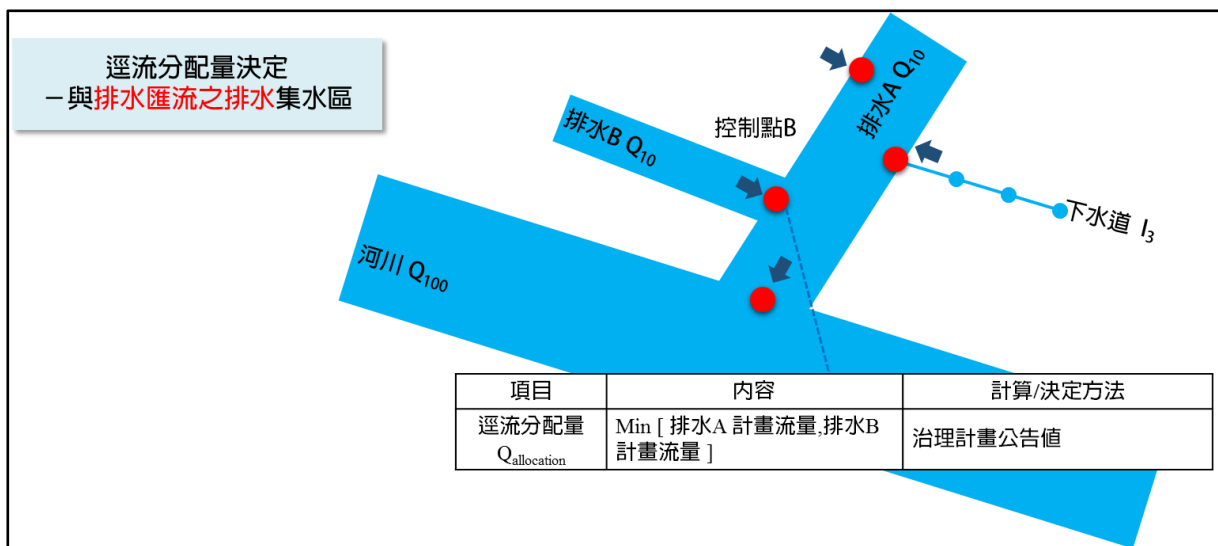 逕流分配量決定
－與排水匯流之排水集水區
排水A Q10
控制點B
排水B Q10
下水道 I3
河川 Q100
項目 內容 計算/決定方法
逕流分配量
Qallocation
Min [ 排水A 計畫流量,排水B
計畫流量 ]
治理計畫公告值